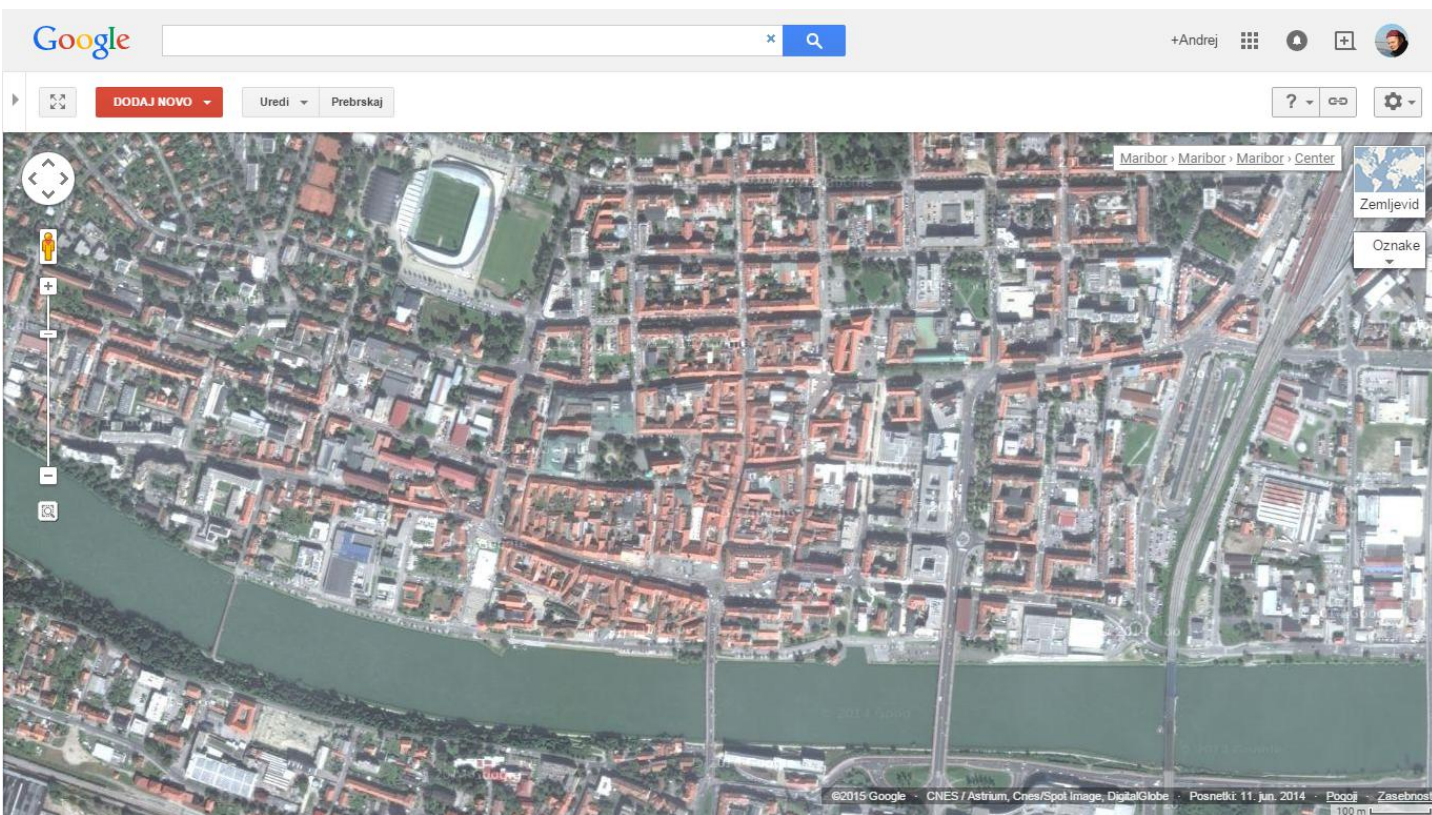 Google
× 
+Andrej
DODAJ NOVO
Uredi
Prebrskaj
?
Maribor › Maribor › Maribor › Center
Zemljevid
Oznake
+
−
©2015 Google - CNES / Astrium, Cnes/Spot Image, DigitalGlobe - Posnetki: 11. jun. 2014 - Pogoji - Zasebnost
100 m